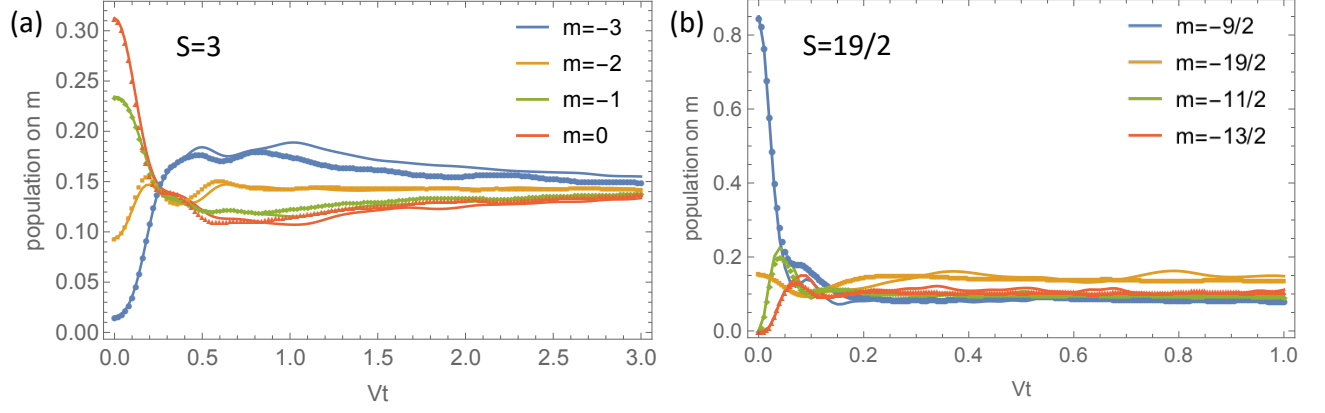 (a)
S=3
m=−3
m=−2
m=−1
m=0
population on m
0.30
0.25
0.20
0.15
0.10
0.05
0.00
0.0 0.5 1.0 1.5 2.0 2.5 3.0
Vt
(b)
S=19/2
m=−9/2
m=−19/2
m=−11/2
m=−13/2
population on m
0.8
0.6
0.4
0.2
0.0
0.0 0.2 0.4 0.6 0.8 1.0
Vt